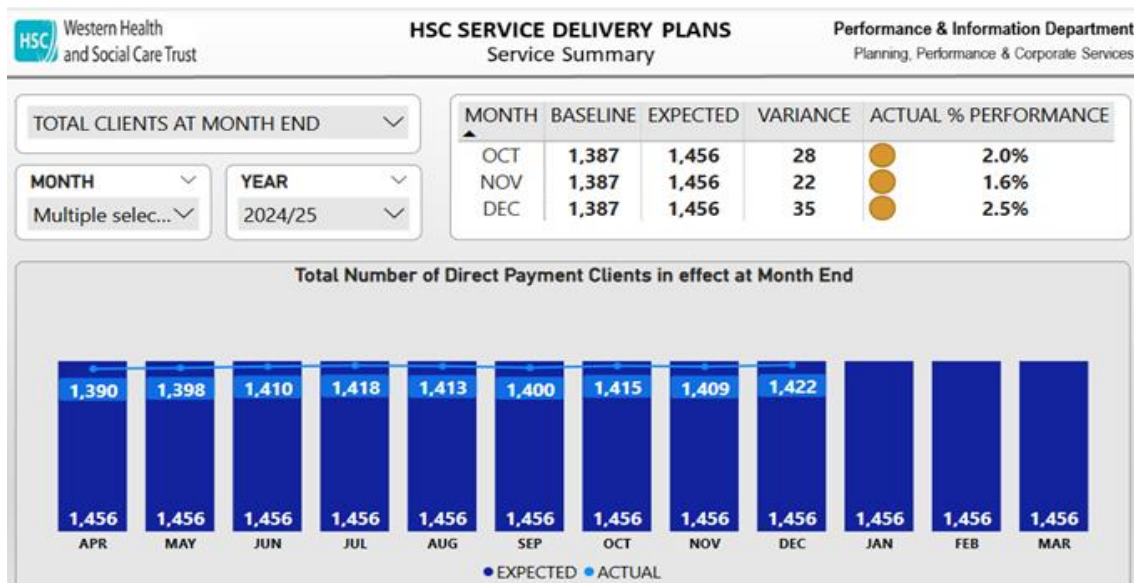 HSC Western Health and Social Care Trust
HSC SERVICE DELIVERY PLANS
Service Summary
Performance & Information Department
Planning, Performance & Corporate Services
TOTAL CLIENTS AT MONTH END
MONTH
Multiple selec...
YEAR
2024/25
MONTH BASELINE EXPECTED VARIANCE ACTUAL % PERFORMANCE
OCT 1,387 1,456 28 2.0%
NOV 1,387 1,456 22 1.6%
DEC 1,387 1,456 35 2.5%
Total Number of Direct Payment Clients in effect at Month End
1,390 1,398 1,410 1,418 1,413 1,400 1,415 1,409 1,422
1,456 1,456 1,456 1,456 1,456 1,456 1,456 1,456 1,456 1,456 1,456 1,456
APR MAY JUN JUL AUG SEP OCT NOV DEC JAN FEB MAR
EXPECTED ACTUAL